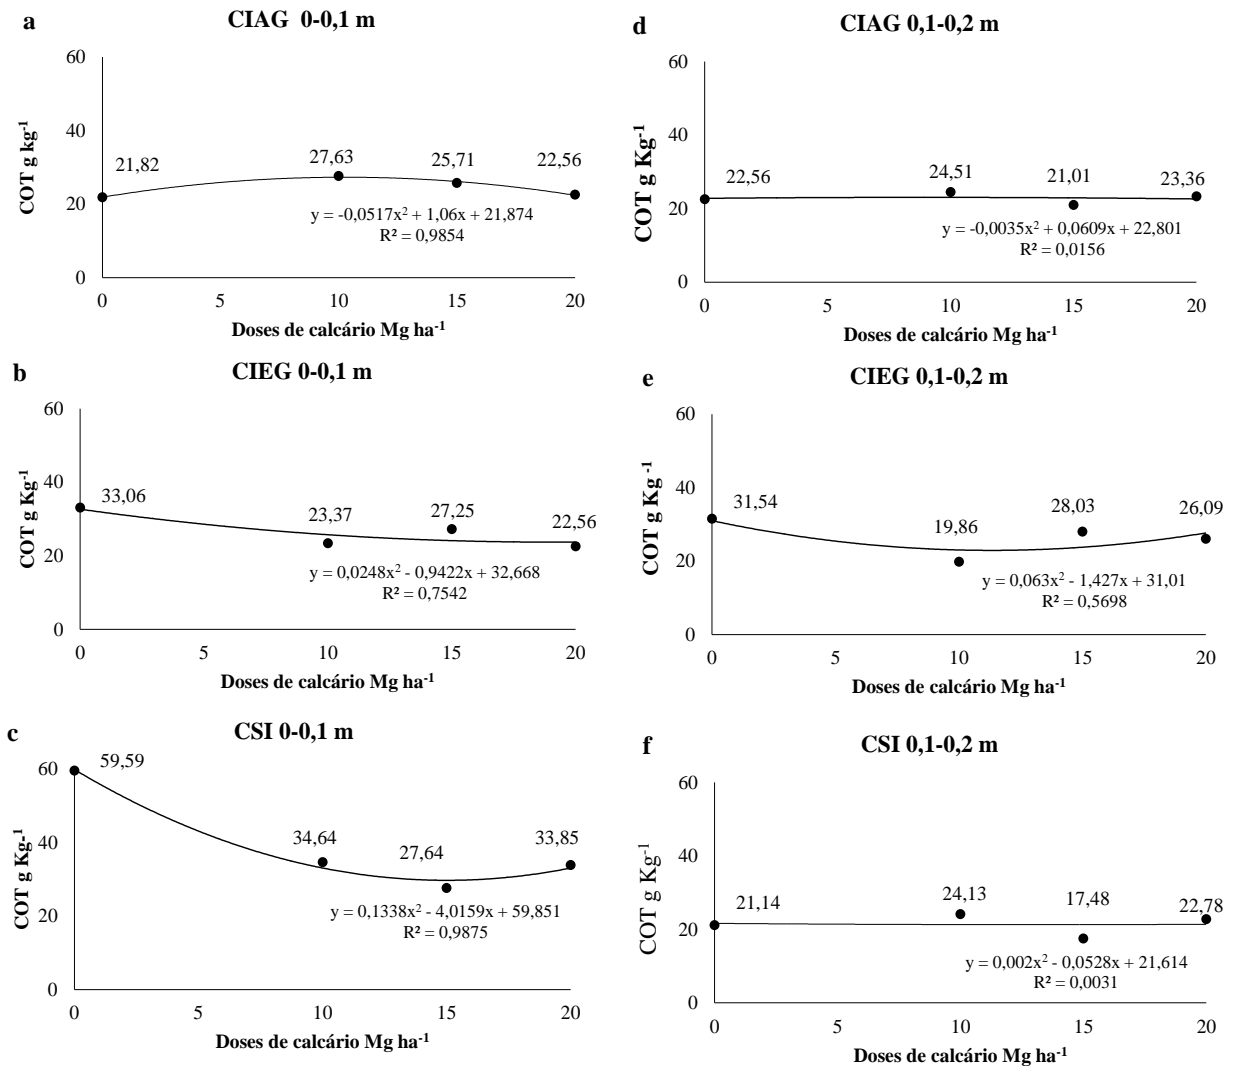 a
CIAG 0-0,1 m
COT g kg-1
60
40
20
0
21,82
27,63
25,71
22,56
y = -0,0517x2 + 1,06x + 21,874
R² = 0,9854
0 5 10 15 20
Doses de calcário Mg ha-1
d
CIAG 0,1-0,2 m
COT g Kg-1
60
40
20
0
22,56
24,51
21,01
23,36
y = -0,0035x2 + 0,0609x + 22,801
R² = 0,0156
0 5 10 15 20
Doses de calcário Mg ha-1
b
CIEG 0-0,1 m
COT g Kg-1
60
40
20
0
33,06
23,37
27,25
22,56
y = 0,0248x2 - 0,9422x + 32,668
R² = 0,7542
0 5 10 15 20
Doses de calcário Mg ha-1
e
CIEG 0,1-0,2 m
COT g Kg-1
60
40
20
0
31,54
19,86
28,03
26,09
y = 0,063x2 - 1,427x + 31,01
R² = 0,5698
0 5 10 15 20
Doses de calcário Mg ha-1
c
CSI 0-0,1 m
COT g Kg-1
60
40
20
0
59,59
34,64
27,64
33,85
y = 0,1338x2 - 4,0159x + 59,851
R² = 0,9875
0 5 10 15 20
Doses de calcário Mg ha-1
f
CSI 0,1-0,2 m
COT g Kg-1
60
40
20
0
21,14
24,13
17,48
22,78
y = 0,002x2 - 0,0528x + 21,614
R² = 0,0031
0 5 10 15 20
Doses de calcário Mg ha-1